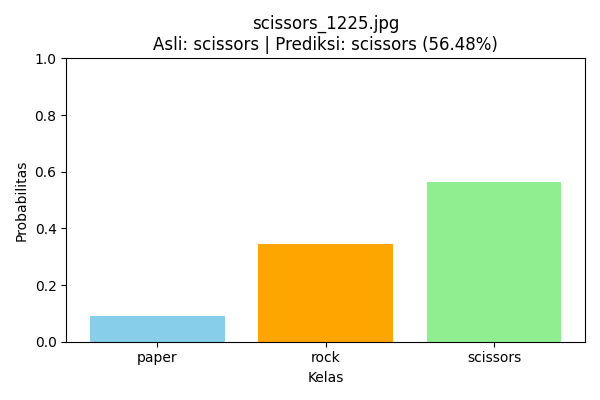 scissors_1225.jpg
Asli: scissors | Prediksi: scissors (56.48%)
1.0
0.8
0.6
0.4
0.2
0.0
Probabilitas
paper
rock
scissors
Kelas